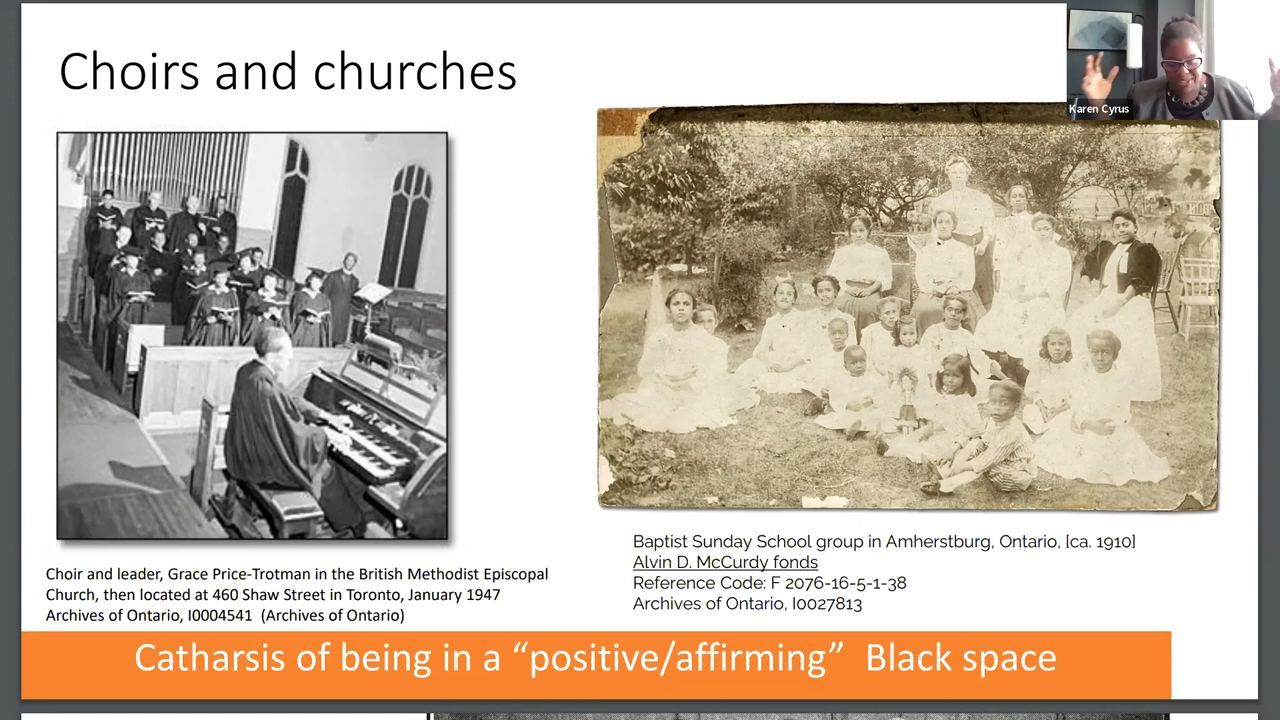 Choirs and churches
Karen Cyrus
Choir and leader, Grace Price-Trotman in the British Methodist Episcopal
Church, then located at 460 Shaw Street in Toronto, January 1947
Archives of Ontario, I0004541 (Archives of Ontario)
Baptist Sunday School group in Amherstburg, Ontario, [ca. 1910]
Alvin D. McCurdy fonds
Reference Code: F 2076-16-5-1-38
Archives of Ontario, I0027813
Catharsis of being in a “positive/affirming” Black space